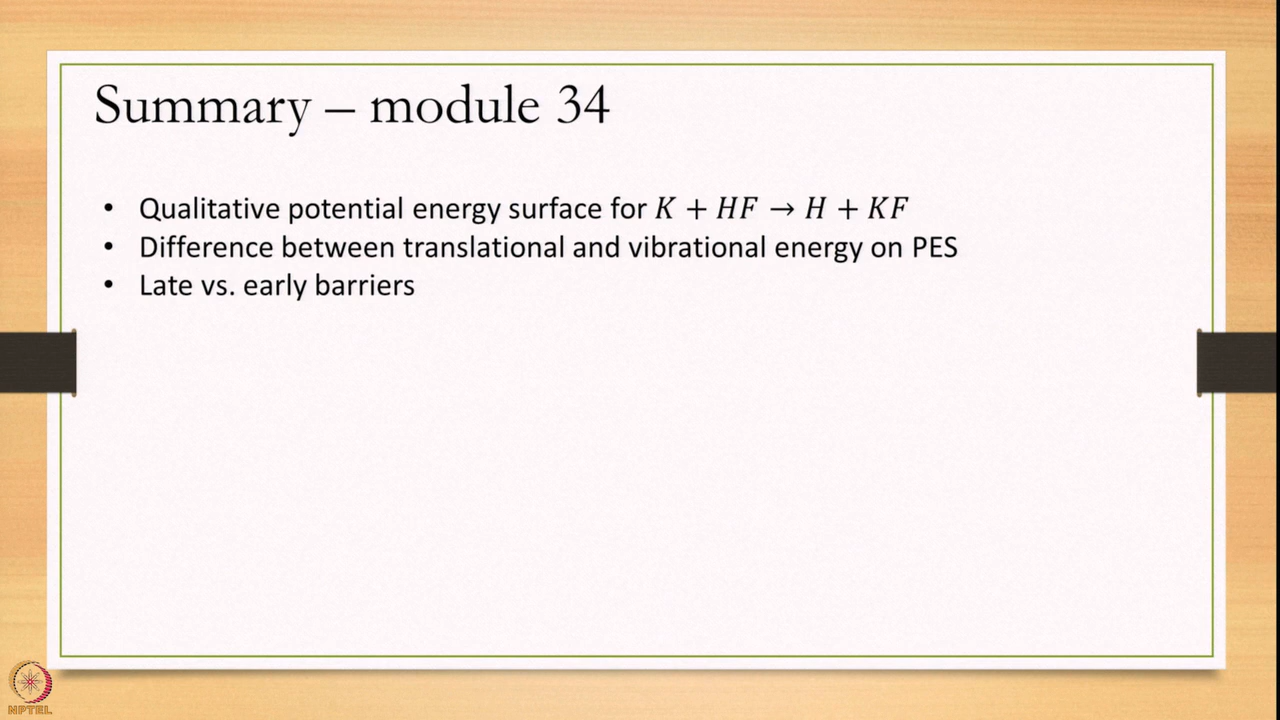 Summary – module 34
• Qualitative potential energy surface for K + HF → H + KF
• Difference between translational and vibrational energy on PES
• Late vs. early barriers
NPTEL